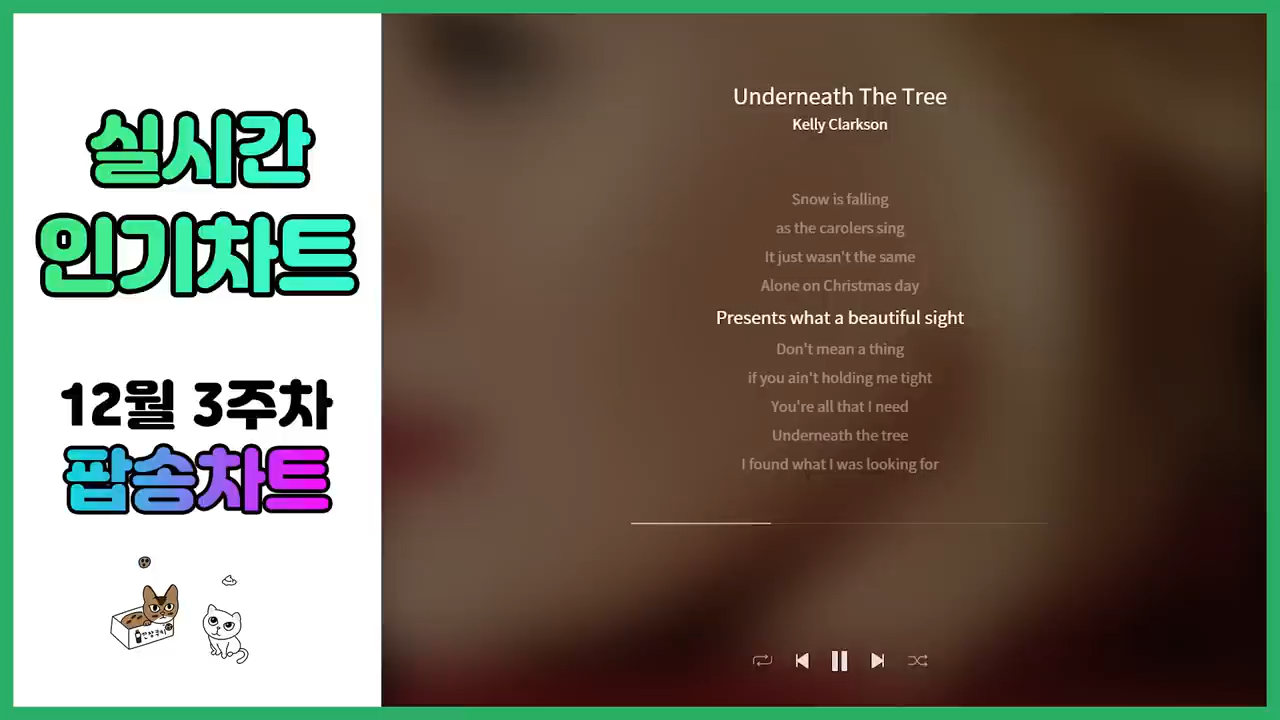 실시간
인기차트
12월 3주차
팝송차트
Underneath The Tree
Kelly Clarkson
Snow is falling
as the carolers sing
It just wasn't the same
Alone on Christmas day
Presents what a beautiful sight
Don't mean a thing
if you ain't holding me tight
You're all that I need
Underneath the tree
I found what I was looking for